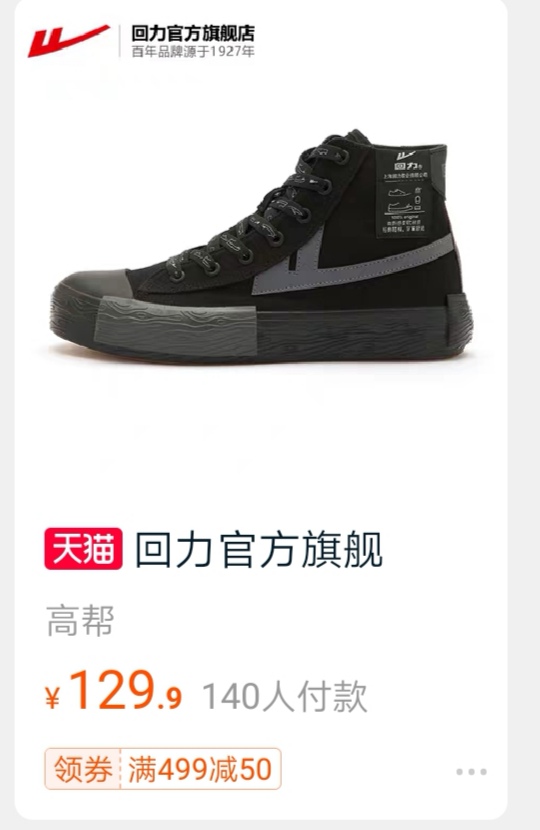 回力官方旗舰店
百年品牌源于1927年
回力®
100% original
天猫 回力官方旗舰
高帮
¥129.9 140人付款
领券 满499减50